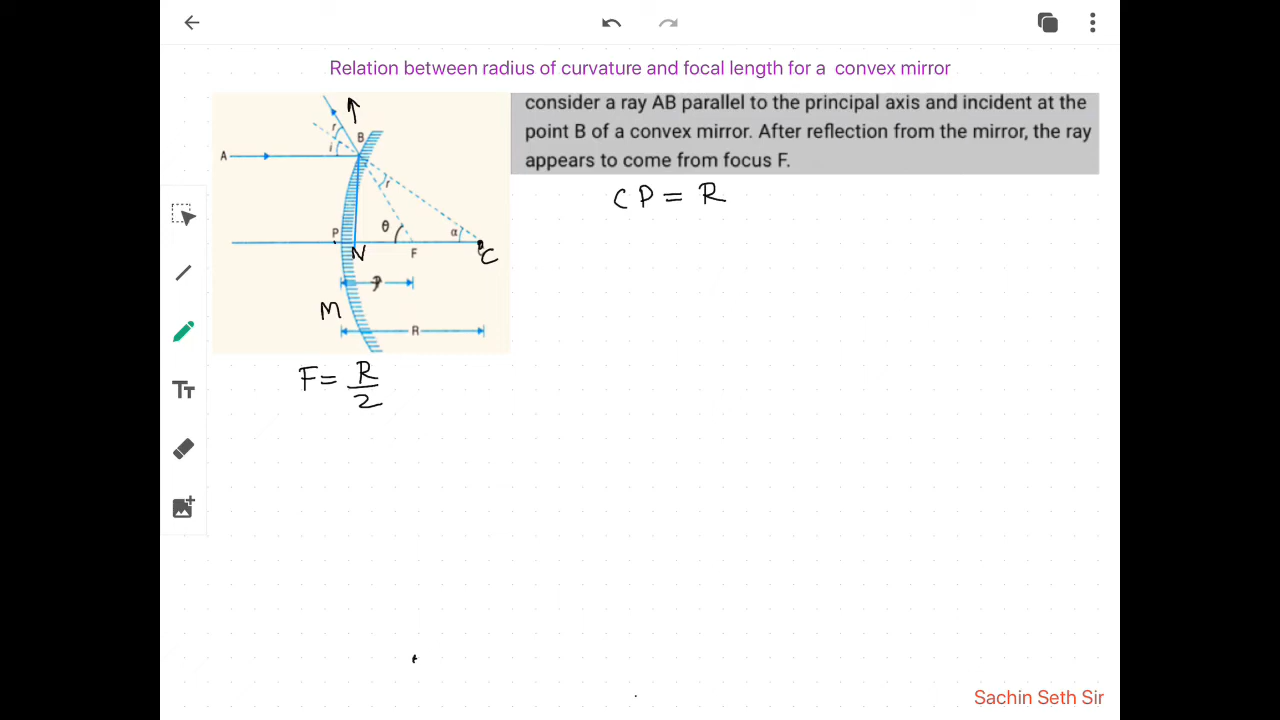 Relation between radius of curvature and focal length for a convex mirror
consider a ray AB parallel to the principal axis and incident at the
point B of a convex mirror. After reflection from the mirror, the ray
appears to come from focus F.
CP = R
r
B
A
i
r
P
θ
α
N
F
C
M
R
F = R/2
Tт
Sachin Seth Sir